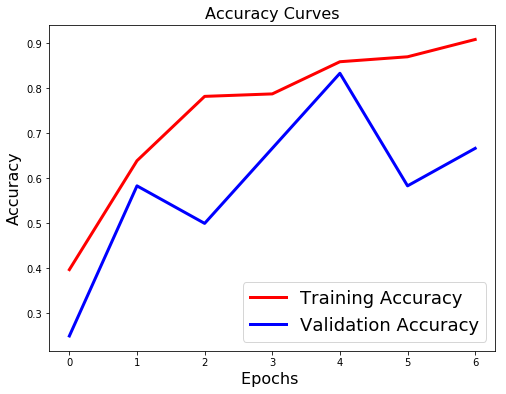 Accuracy Curves
0.9
0.8
0.7
0.6
0.5
0.4
0.3
Accuracy
Training Accuracy
Validation Accuracy
0 1 2 3 4 5 6
Epochs